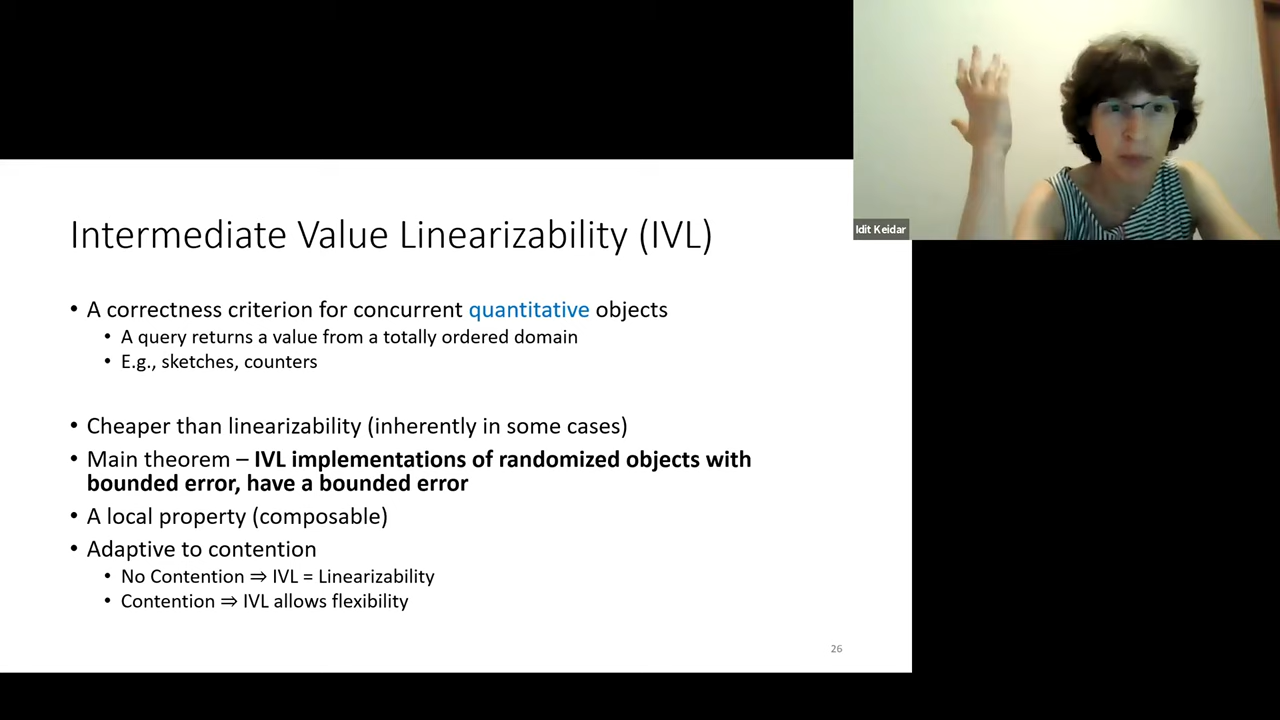 Idit Keidar
Intermediate Value Linearizability (IVL)
• A correctness criterion for concurrent quantitative objects
• A query returns a value from a totally ordered domain
• E.g., sketches, counters
• Cheaper than linearizability (inherently in some cases)
• Main theorem – IVL implementations of randomized objects with
bounded error, have a bounded error
• A local property (composable)
• Adaptive to contention
• No Contention ⇒ IVL = Linearizability
• Contention ⇒ IVL allows flexibility
26